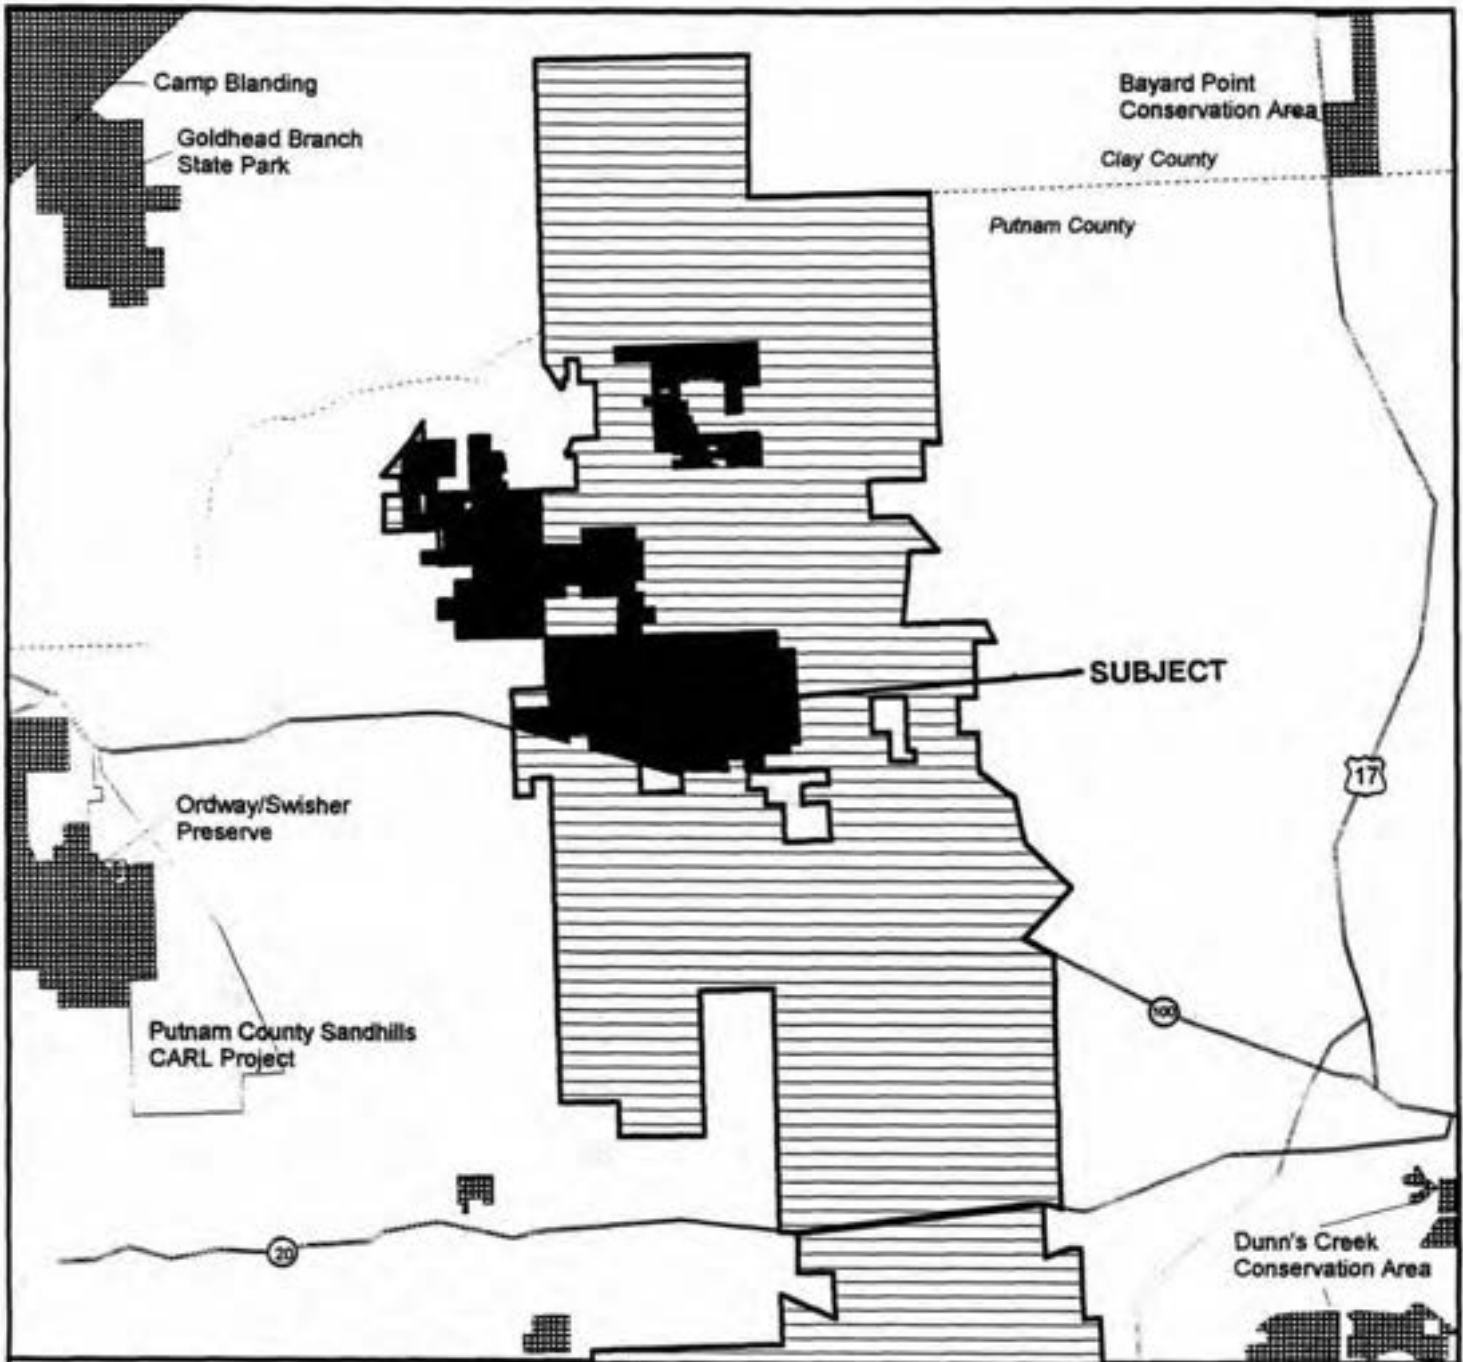 Camp Blanding
Goldhead Branch
State Park
Bayard Point
Conservation Area
Clay County
Putnam County
SUBJECT
17
Ordway/Swisher
Preserve
100
Putnam County Sandhills
CARL Project
20
Dunn's Creek
Conservation Area